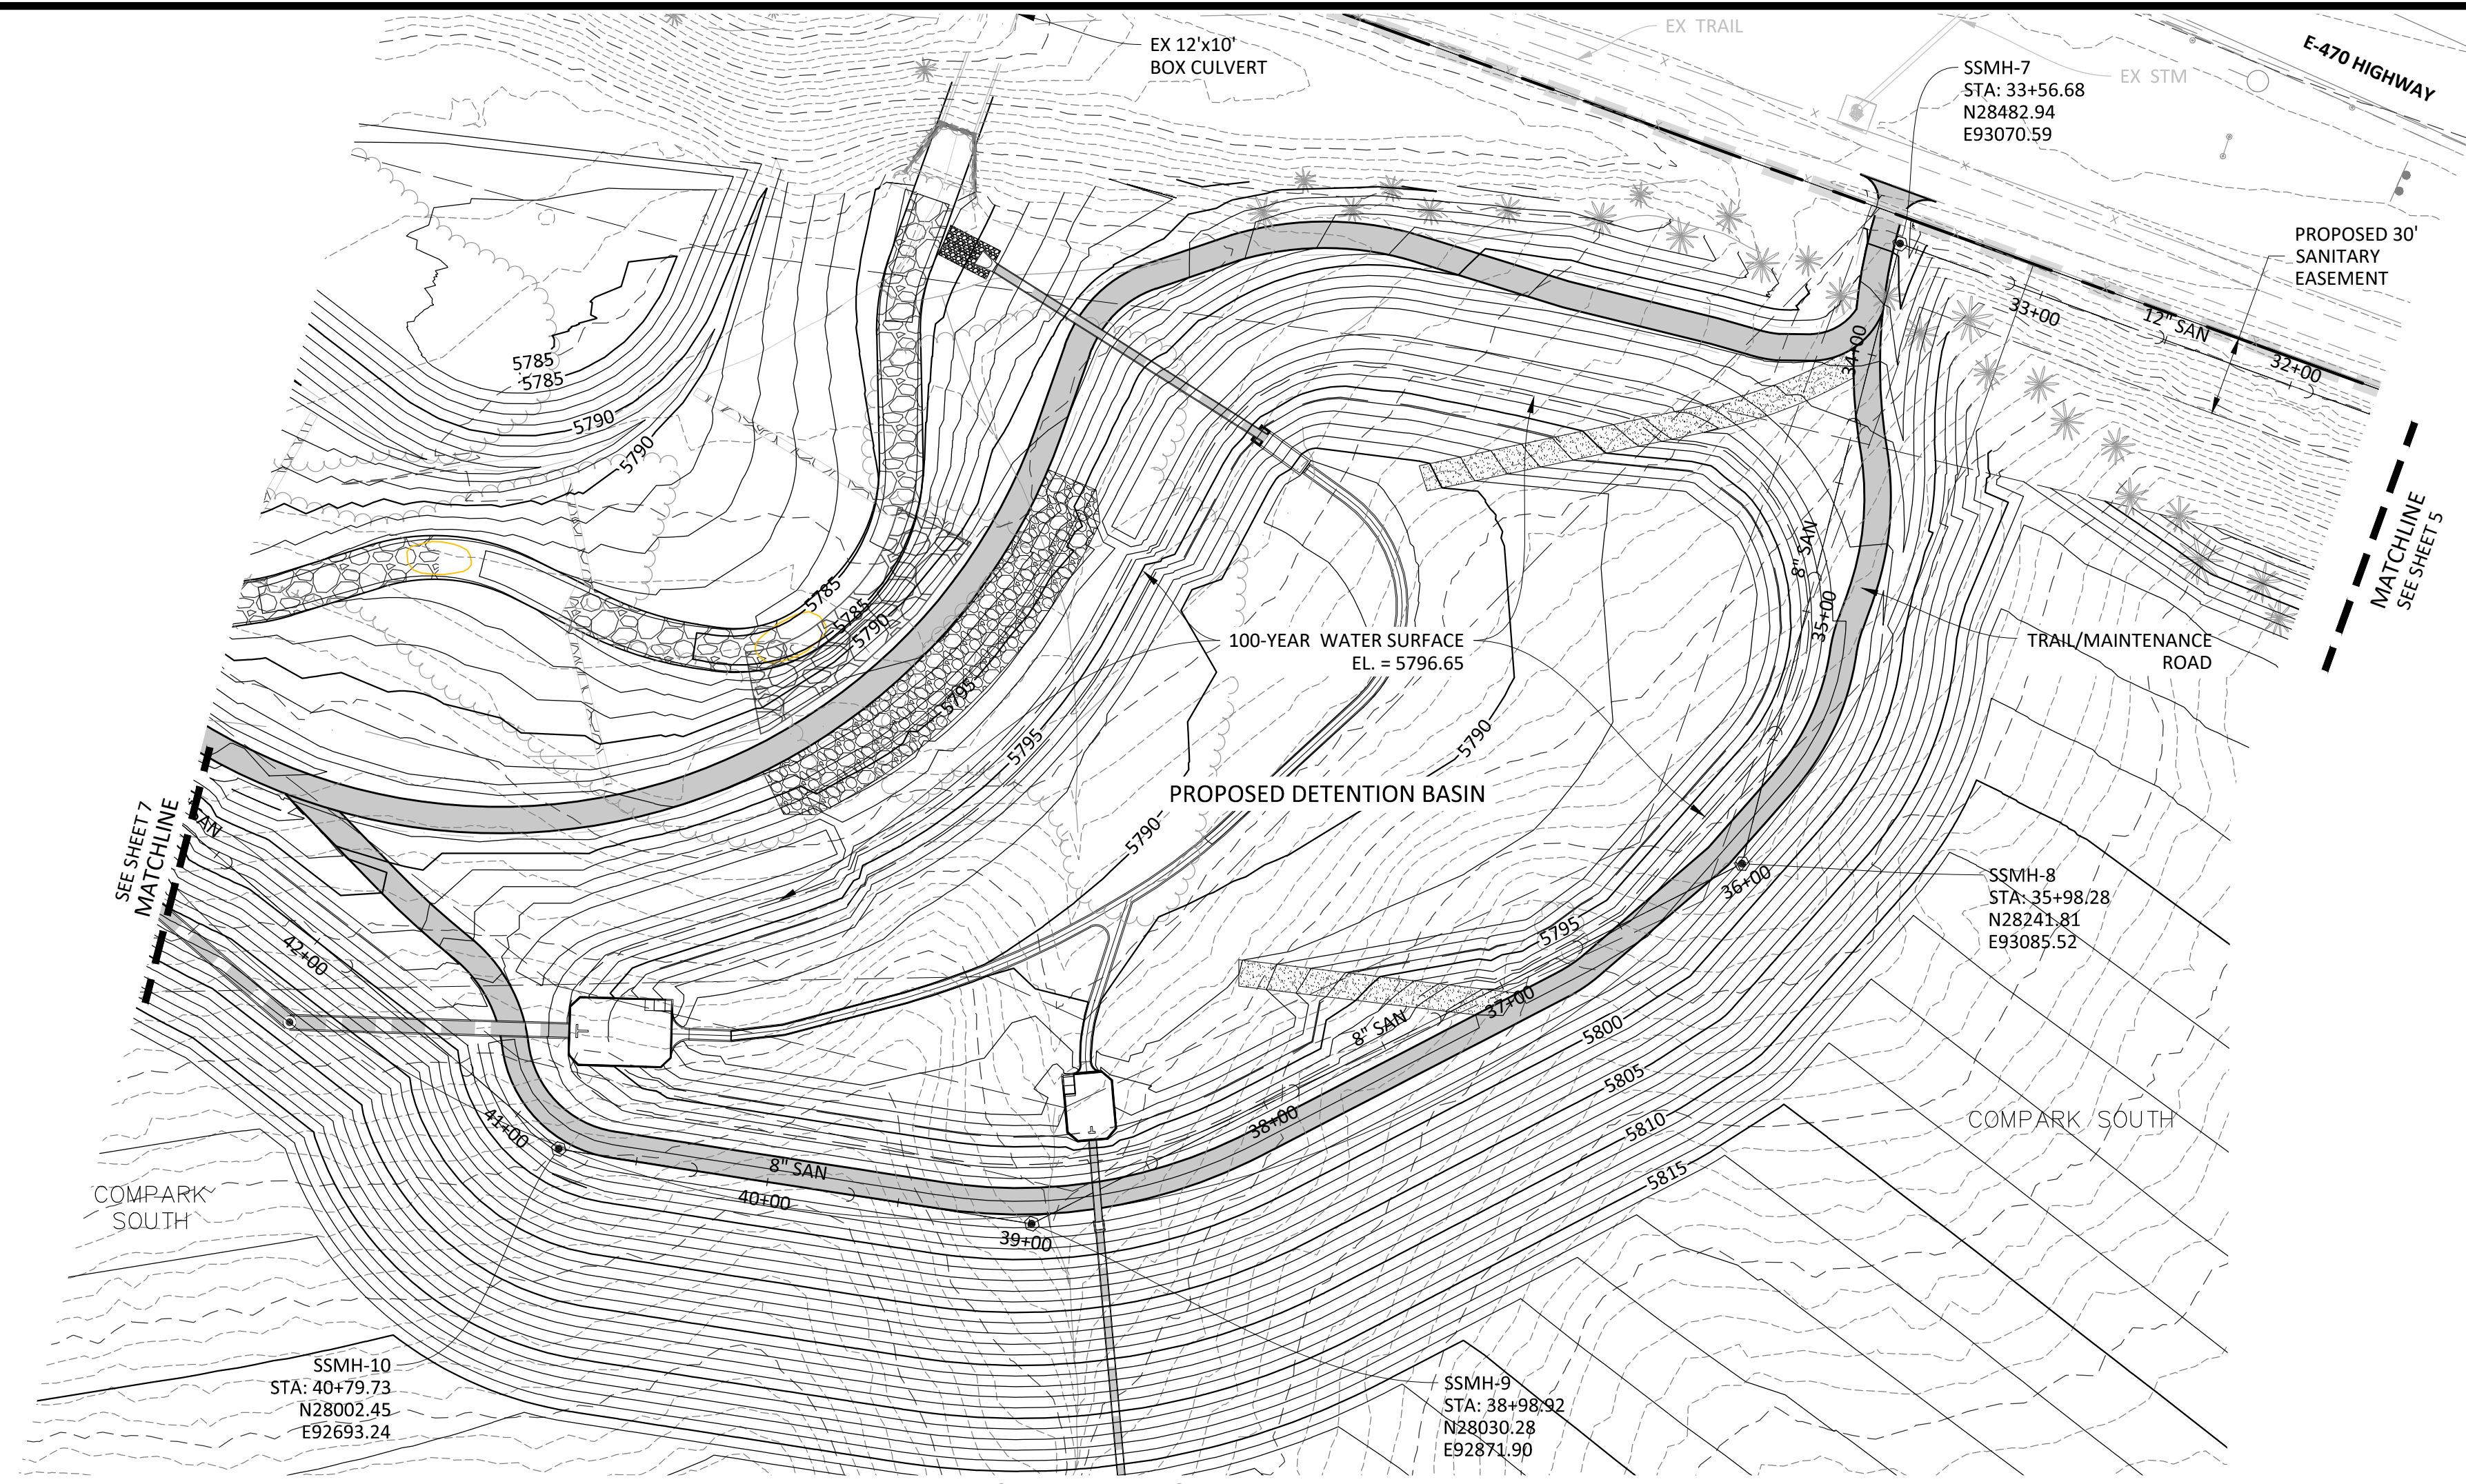 EX 12'x10'
BOX CULVERT
EX TRAIL
EX STM
E-470 HIGHWAY
SSMH-7
STA: 33+56.68
N28482.94
E93070.59
PROPOSED 30'
SANITARY
EASEMENT
33+00
12" SAN
32+00
34+00
5785
5785
5790
5790
MATCHLINE
SEE SHEET 5
8" SAN
35+00
5785
5785
5790
100-YEAR WATER SURFACE
EL. = 5796.65
TRAIL/MAINTENANCE
ROAD
5795
5795
5790
PROPOSED DETENTION BASIN
5790
SEE SHEET 7
MATCHLINE
SAN
SSMH-8
STA: 35+98.28
N28241.81
E93085.52
36+00
5795
42+00
37+00
8" SAN
5800
5805
5810
5815
COMPARK SOUTH
38+00
41+00
8" SAN
40+00
39+00
COMPARK
SOUTH
SSMH-10
STA: 40+79.73
N28002.45
E92693.24
SSMH-9
STA: 38+98.92
N28030.28
E92871.90